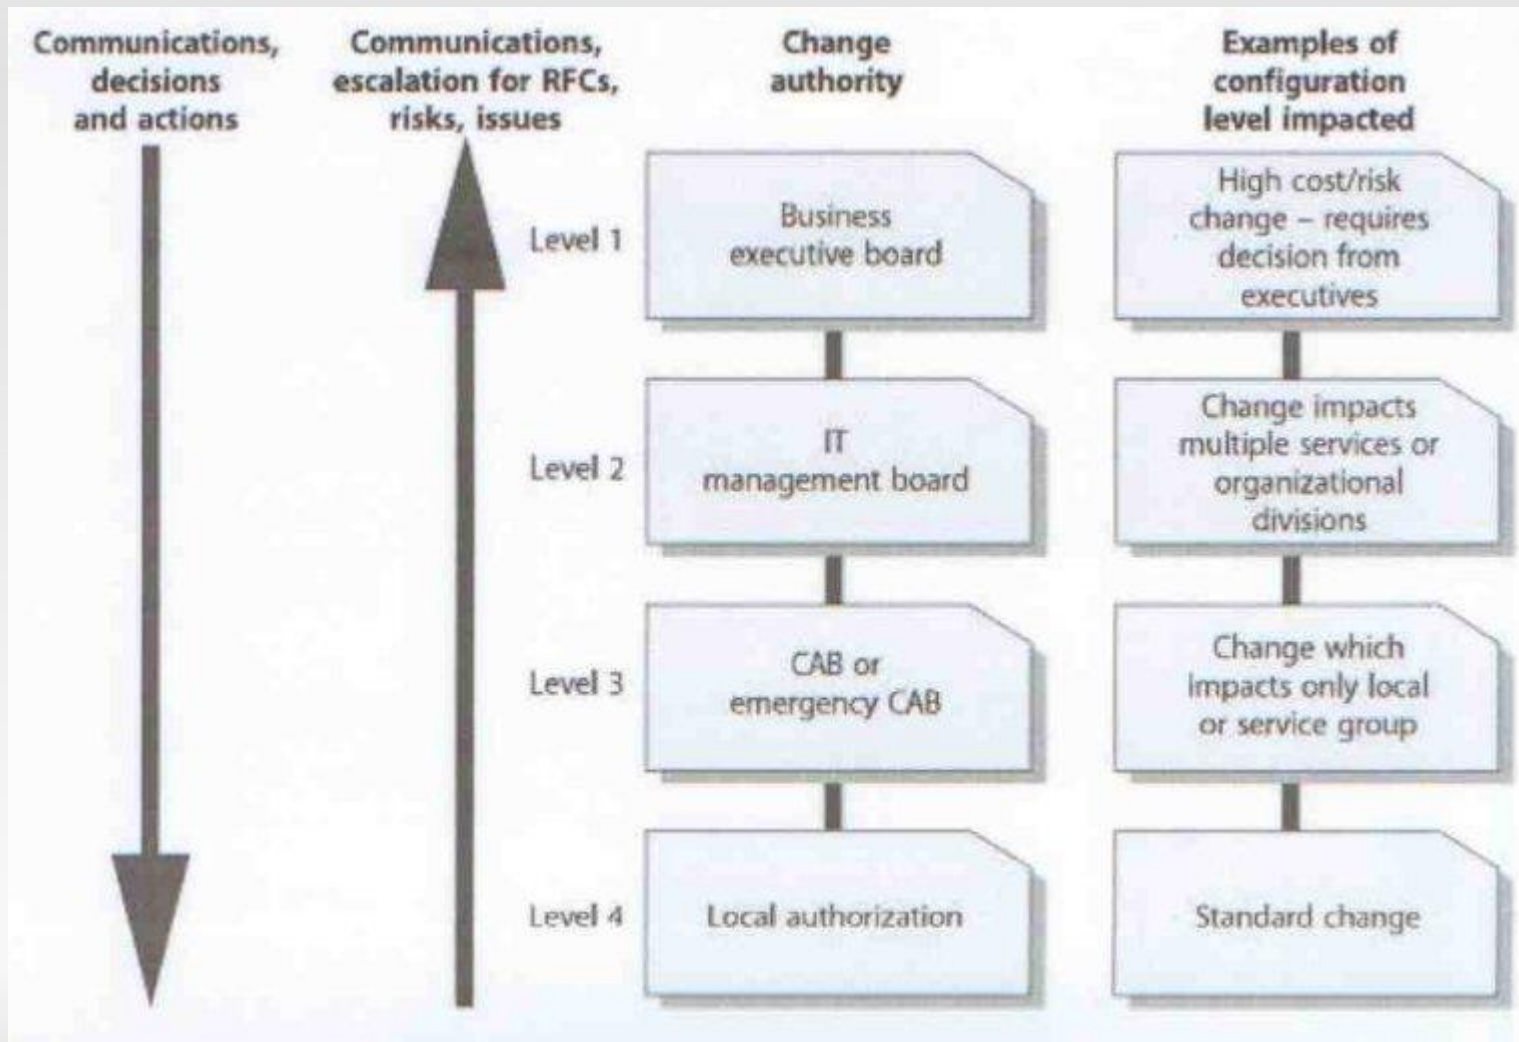 Communications,
decisions
and actions
Communications,
escalation for RFCs,
risks, issues
Change
authority
Examples of
configuration
level impacted
Level 1
Business
executive board
High cost/risk
change – requires
decision from
executives
Level 2
IT
management board
Change impacts
multiple services or
organizational
divisions
Level 3
CAB or
emergency CAB
Change which
impacts only local
or service group
Level 4
Local authorization
Standard change